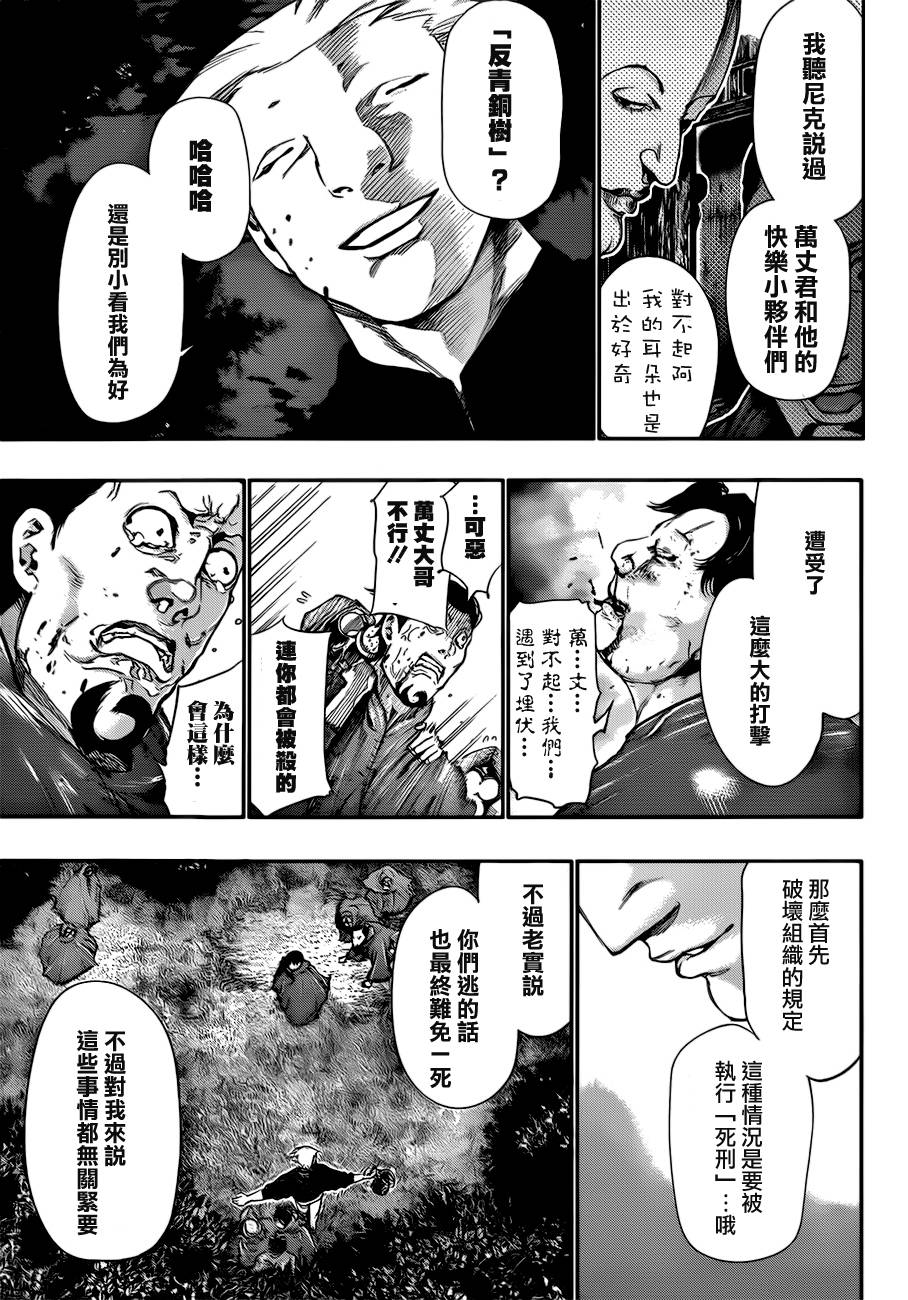 我聽尼克說過
萬丈君和他的
快樂小夥伴們
對不起阿
我的耳朵也是
出於好奇
「反青銅樹」？
哈哈哈
還是別小看我們為好
遭受了
這麼大的打擊
萬…丈…
對不起…我們…
遇到了埋伏…
…可惡
萬丈大哥
不行!!
連你都會被殺的
為什麼
會這樣…
那麼首先
破壞組織的規定
這種情況是要被
執行「死刑」…哦
不過老實說
你們逃的話
也最終難免一死
不過對我來說
這些事情都無關緊要